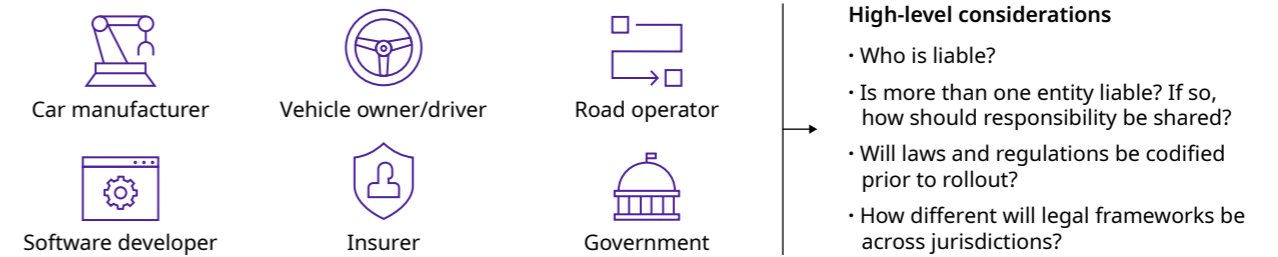 Car manufacturer
Vehicle owner/driver
Road operator
Software developer
Insurer
Government
High-level considerations
· Who is liable?
· Is more than one entity liable? If so,
how should responsibility be shared?
· Will laws and regulations be codified
prior to rollout?
· How different will legal frameworks be
across jurisdictions?